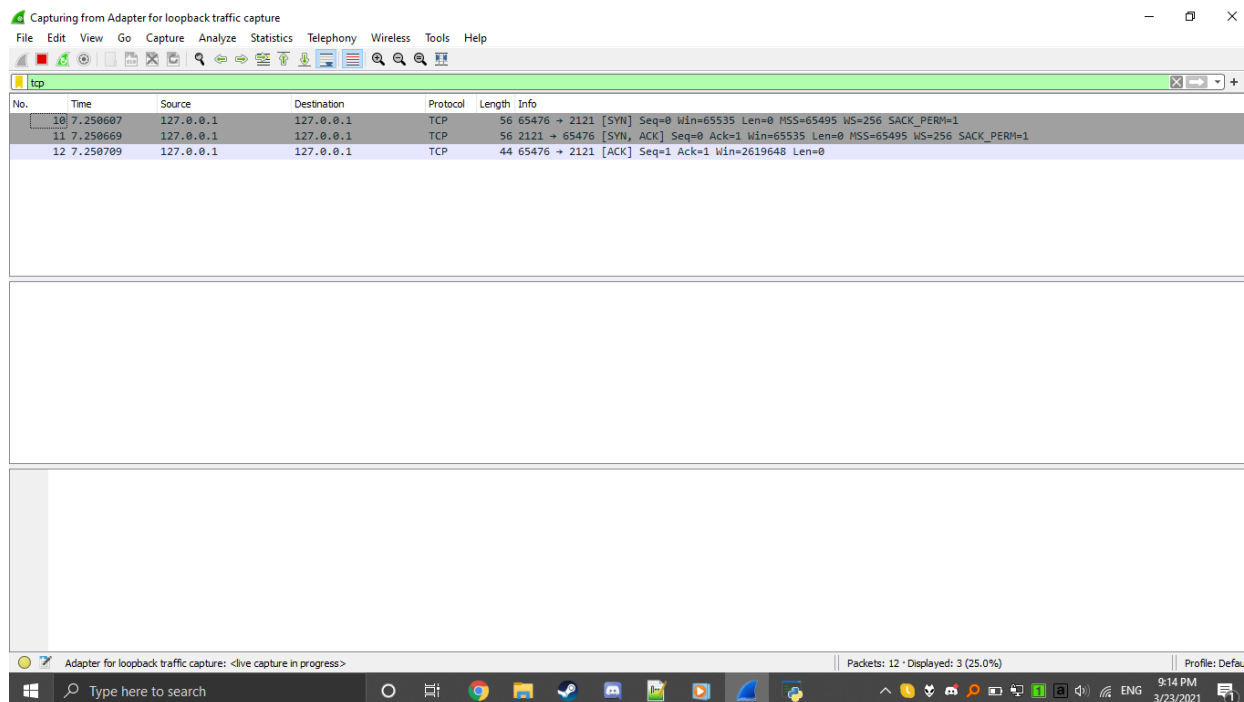 Capturing from Adapter for loopback traffic capture
File Edit View Go Capture Analyze Statistics Telephony Wireless Tools Help
tcp
No. Time Source Destination Protocol Length Info
10 7.250607 127.0.0.1 127.0.0.1 TCP 56 65476 → 2121 [SYN] Seq=0 Win=65535 Len=0 MSS=65495 WS=256 SACK_PERM=1
11 7.250669 127.0.0.1 127.0.0.1 TCP 56 2121 → 65476 [SYN, ACK] Seq=0 Ack=1 Win=65535 Len=0 MSS=65495 WS=256 SACK_PERM=1
12 7.250709 127.0.0.1 127.0.0.1 TCP 44 65476 → 2121 [ACK] Seq=1 Ack=1 Win=2619648 Len=0
Adapter for loopback traffic capture: <live capture in progress> Packets: 12 · Displayed: 3 (25.0%) Profile: Defau
Type here to search 1 a ENG 9:14 PM
3/23/2021 1